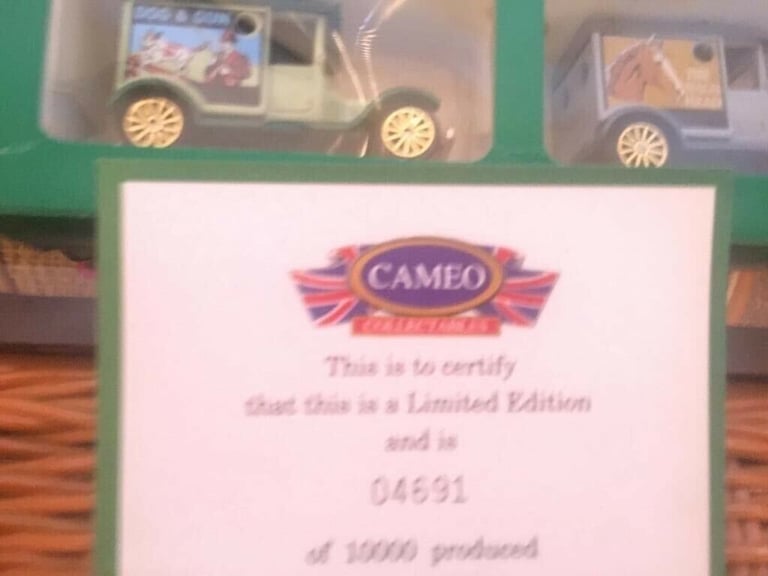 DOG & GUN
CAMEO
COLLECTABLES
This is to certify
that this is a Limited Edition
and is
04691
of 10000 produced